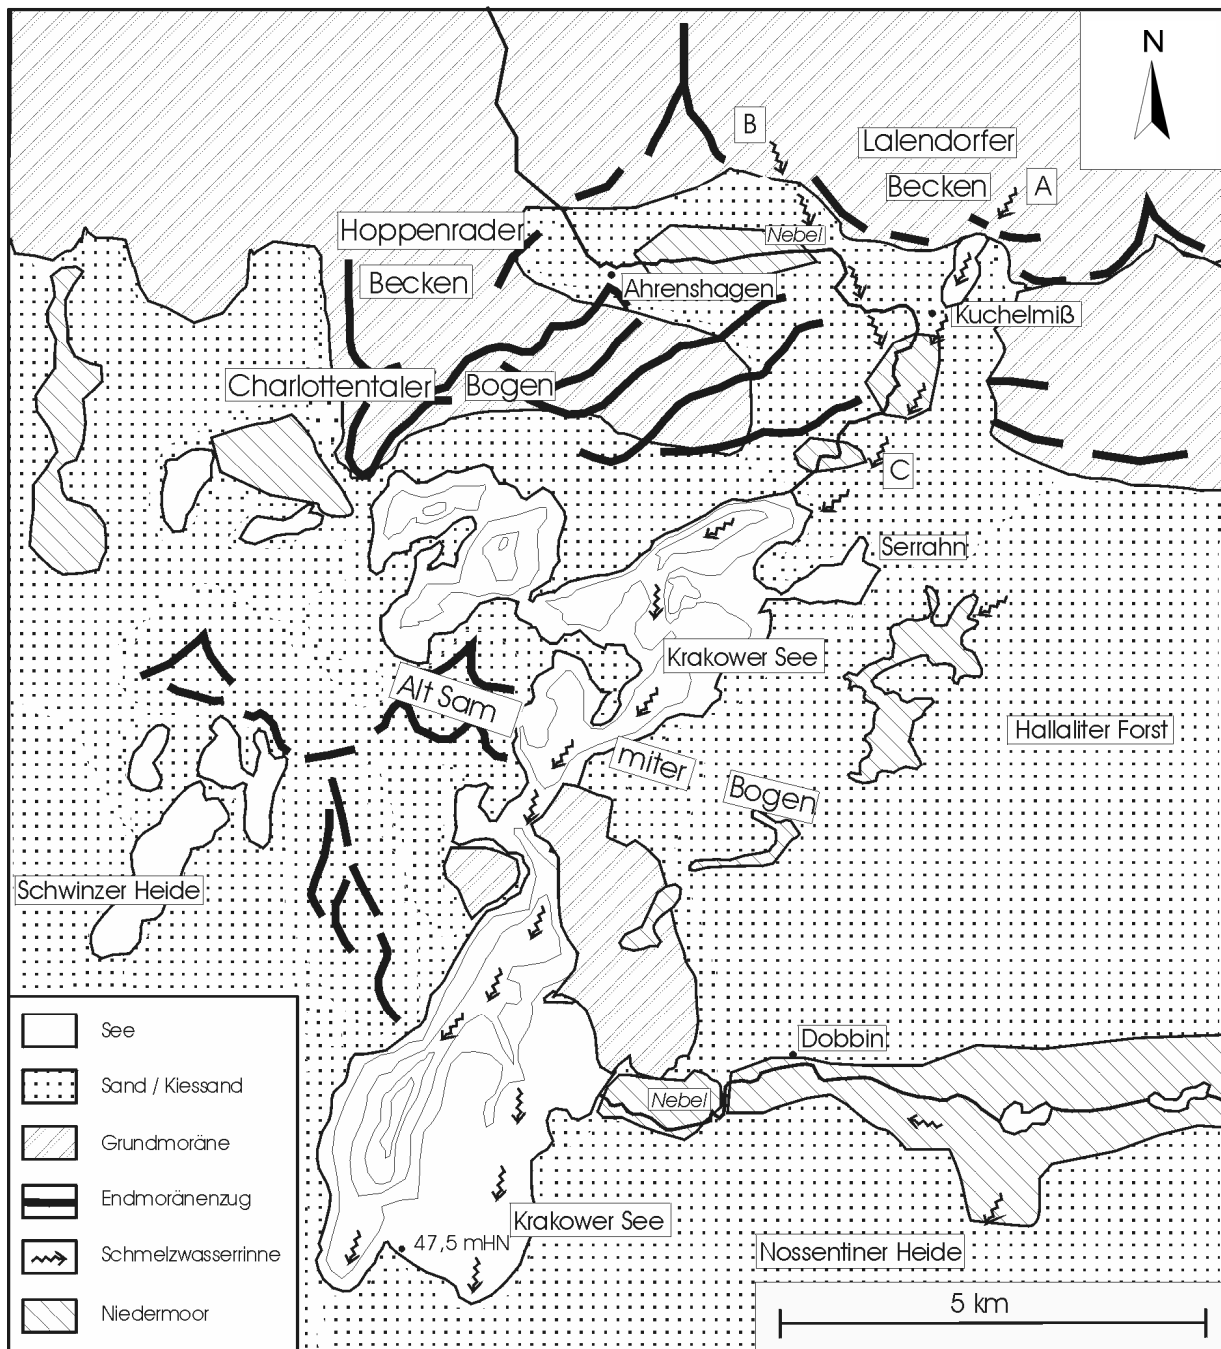 N
B
Lalendorfer
Becken
A
Hoppenrader
Becken
Nebel
Ahrenshagen
Kuchelmiß
Charlottentaler
Bogen
C
Serrahn
Krakower See
Alt Sam
miter
Bogen
Hallaliter Forst
Schwinzer Heide
Dobbin
Nebel
Krakower See
47,5 mHN
Nossentiner Heide
5 km
See
Sand / Kiessand
Grundmoräne
Endmoränenzug
Schmelzwasserrinne
Niedermoor